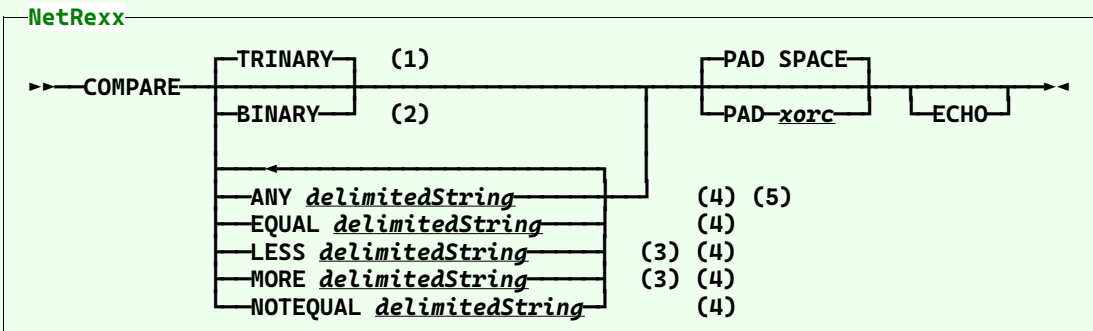 NetRexx
TRINARY (1) PAD SPACE
COMPARE
BINARY (2) PAD xorc ECHO
ANY delimitedString (4) (5)
EQUAL delimitedString (4)
LESS delimitedString (3) (4)
MORE delimitedString (3) (4)
NOTEQUAL delimitedString (4)